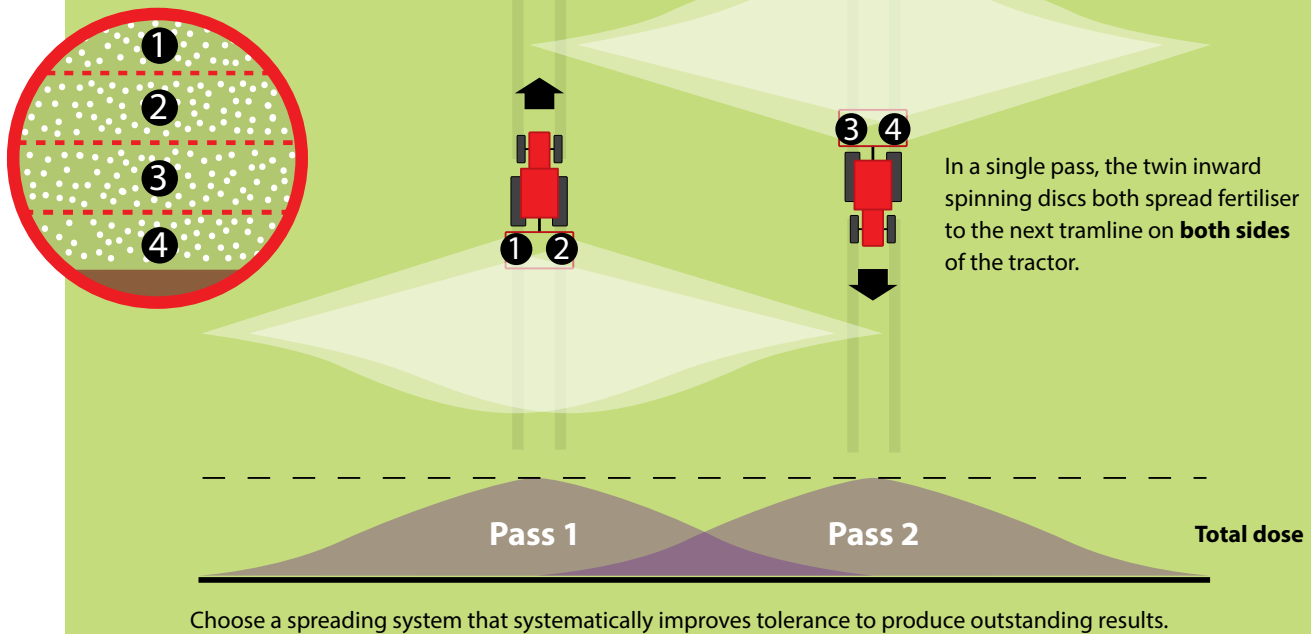 1
2
3
4
1 2
3 4
In a single pass, the twin inward
spinning discs both spread fertiliser
to the next tramline on both sides
of the tractor.
Pass 1
Pass 2
Total dose
Choose a spreading system that systematically improves tolerance to produce outstanding results.